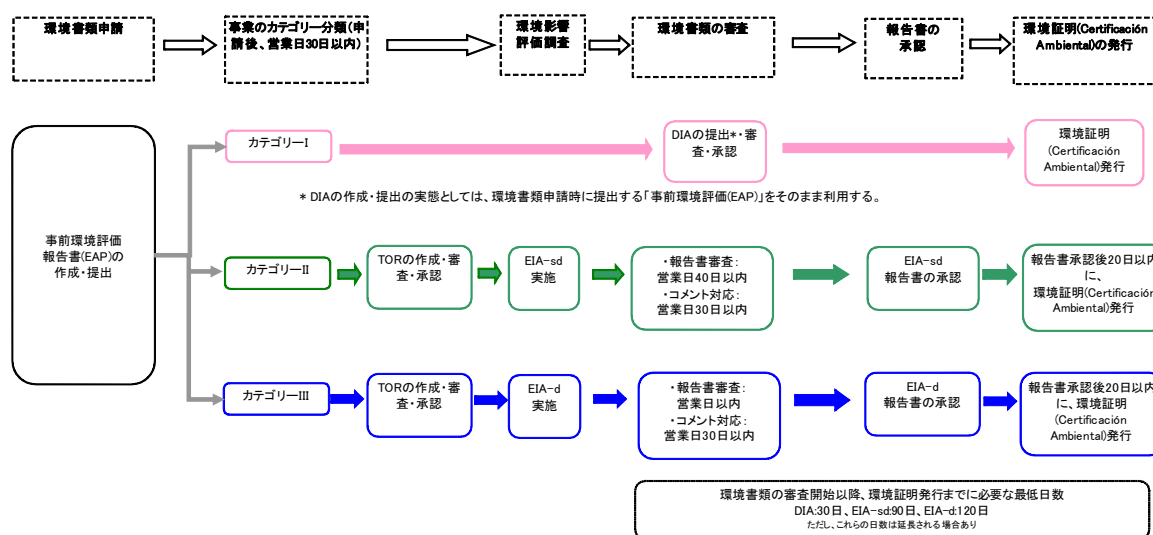 環境書類申請
事業のカテゴリー分類(申
請後、営業日30日以内)
環境影響
評価調査
環境書類の審査
報告書の
承認
環境証明(Certificación
Ambiental)の発行
事前環境評価
報告書(EAP)の
作成・提出
カテゴリーI
DIAの提出*・審
査・承認
環境証明
(Certificación
Ambiental)発行
* DIAの作成・提出の実態としては、環境書類申請時に提出する「事前環境評価(EAP)」をそのまま利用する。
カテゴリーII
TORの作成・審
査・承認
EIA-sd
実施
・報告書審査:
営業日40日以内
・コメント対応:
営業日30日以内
EIA-sd
報告書の承認
報告書承認後20日以内
に、
環境証明(Certificación
Ambiental)発行
カテゴリーIII
TORの作成・審
査・承認
EIA-d
実施
・報告書審査:
営業日以内
・コメント対応:
営業日30日以内
EIA-d
報告書の承認
報告書承認後20日以内
に、環境証明
(Certificación
Ambiental)発行
環境書類の審査開始以降、環境証明発行までに必要な最低日数
DIA:30日、EIA-sd:90日、EIA-d:120日
ただし、これらの日数は延長される場合あり